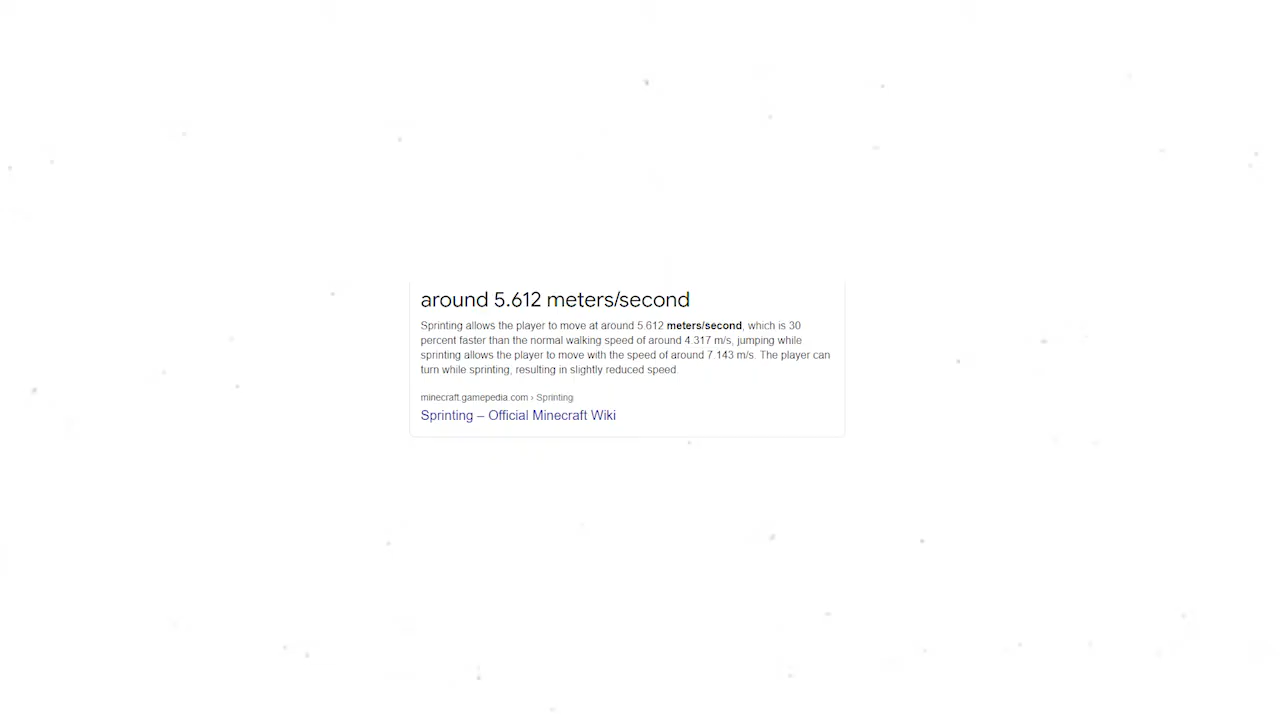 around 5.612 meters/second
Sprinting allows the player to move at around 5.612 meters/second, which is 30
percent faster than the normal walking speed of around 4.317 m/s, jumping while
sprinting allows the player to move with the speed of around 7.143 m/s. The player can
turn while sprinting, resulting in slightly reduced speed
minecraft.gamepedia.com › Sprinting
Sprinting – Official Minecraft Wiki